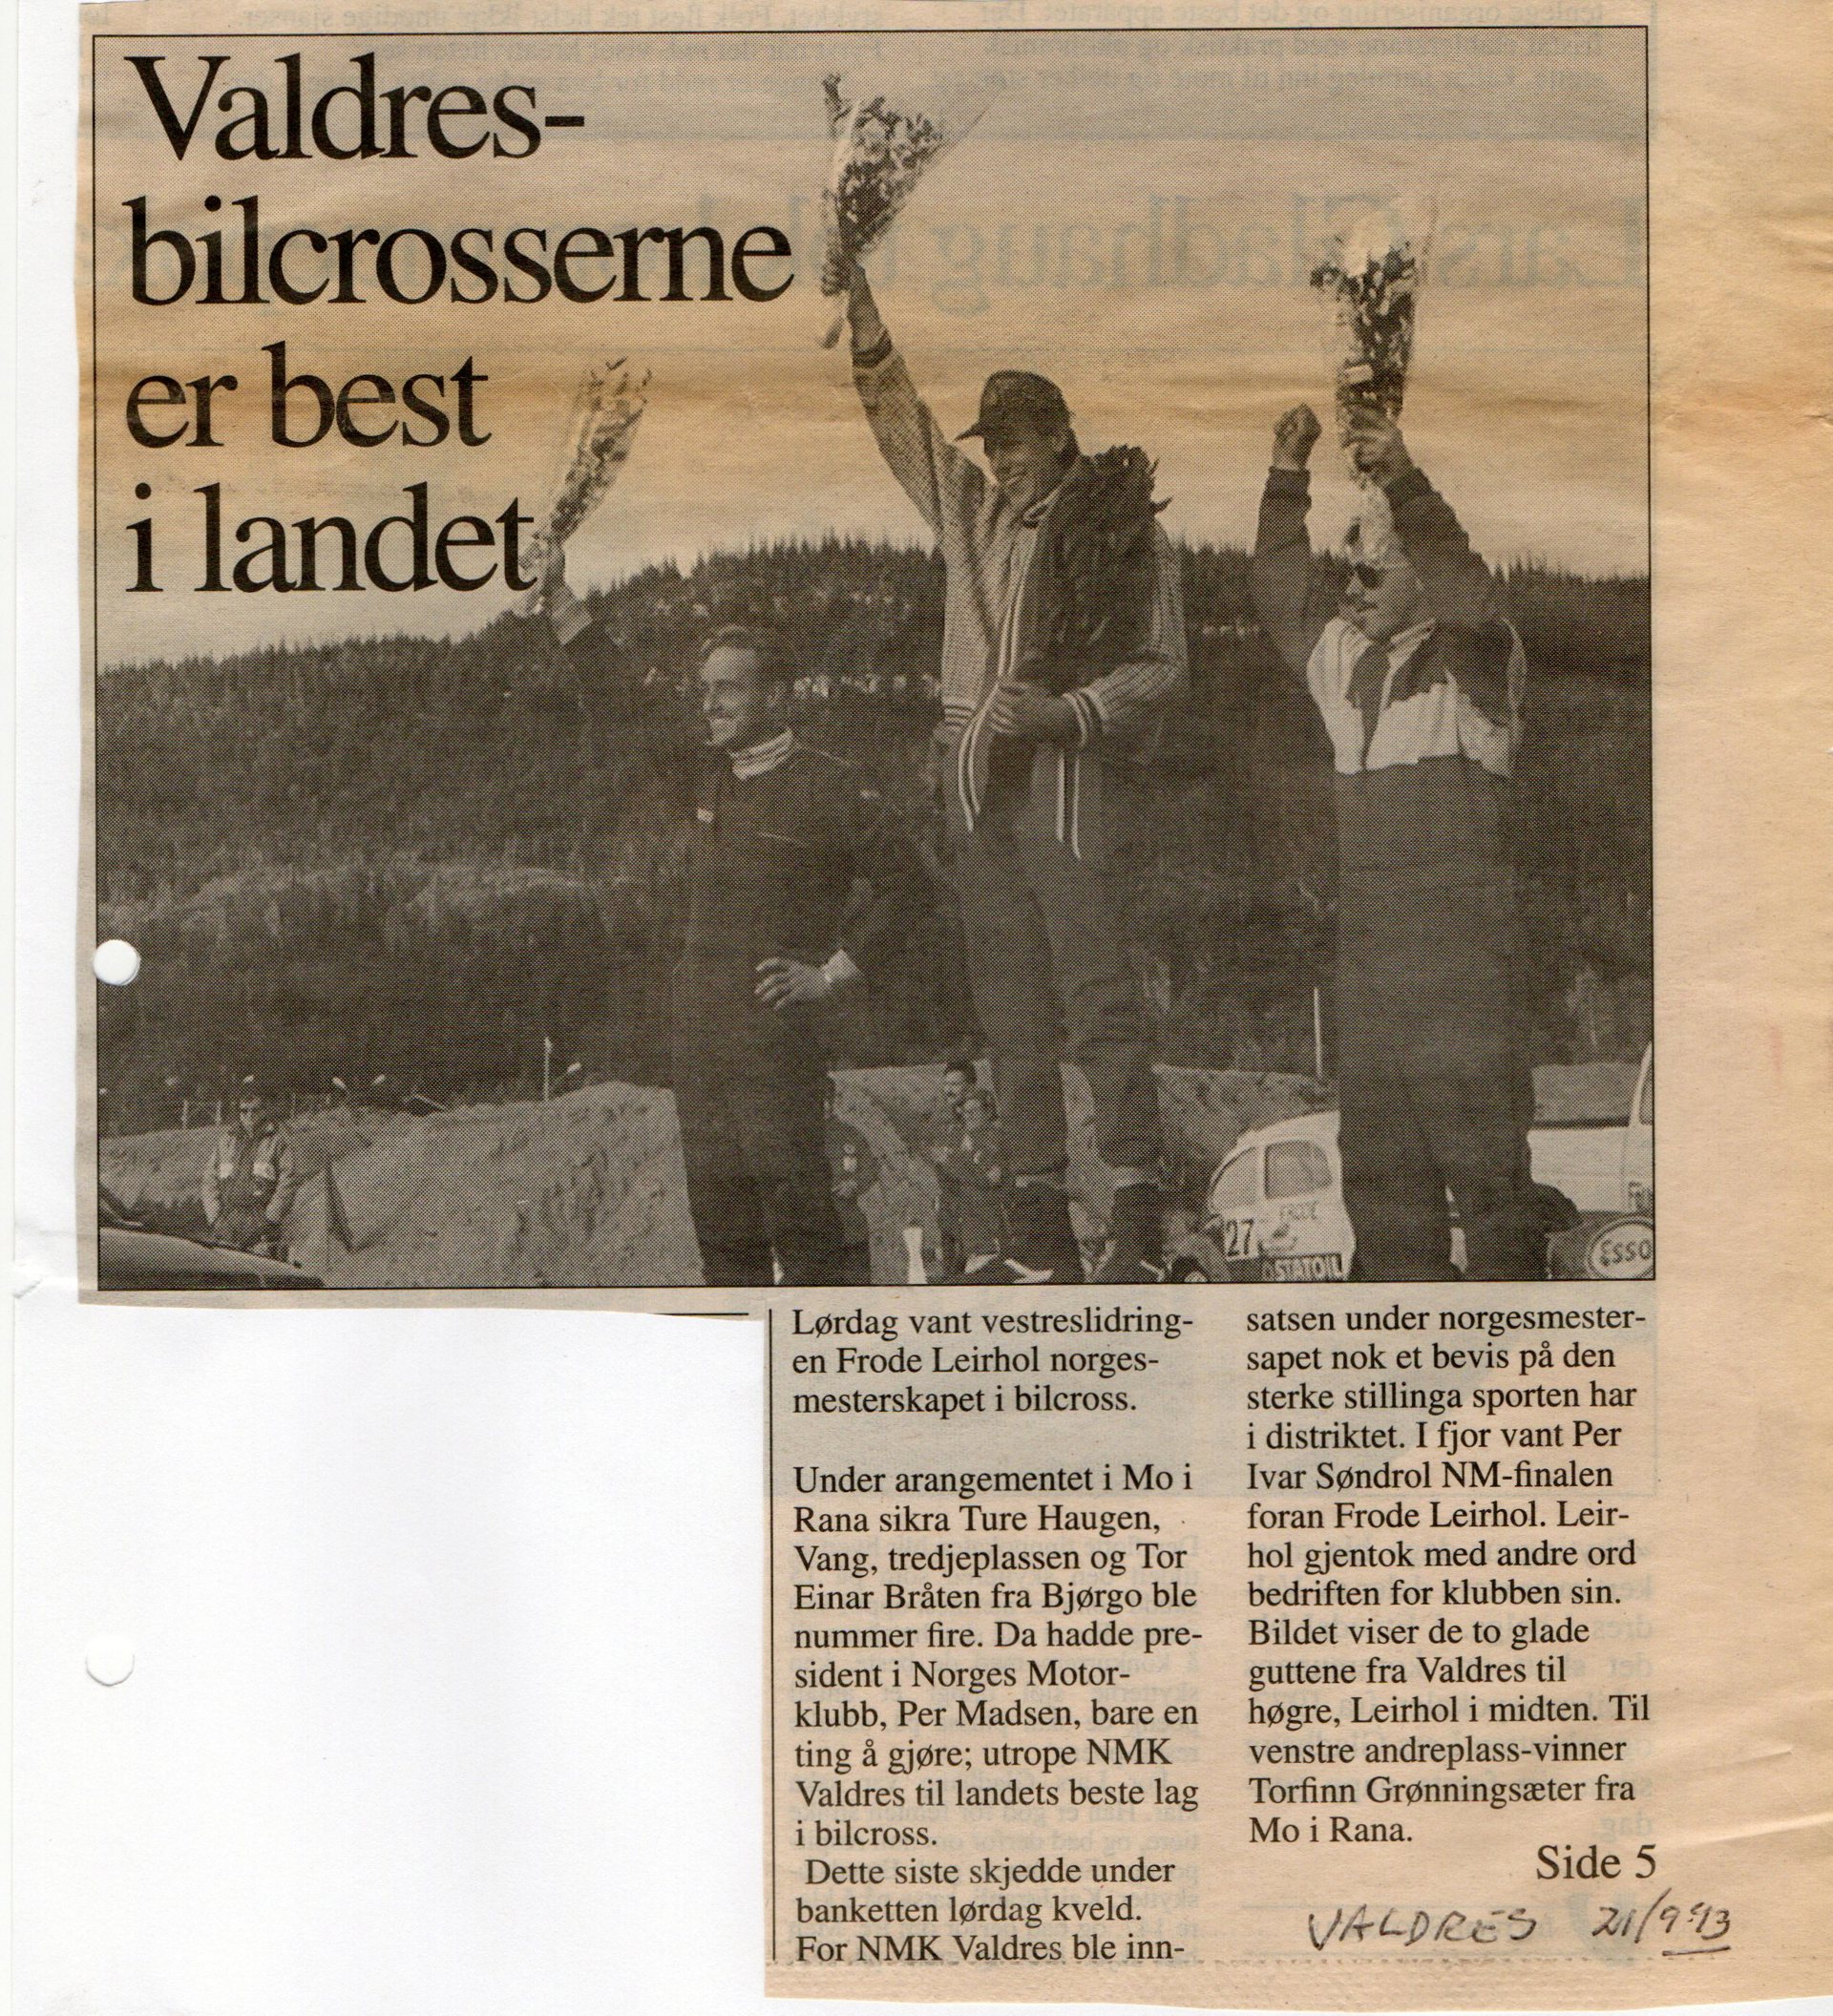 Valdres-
bilcrosserne
er best
i landet
27
FRODE
STATOIL
ESSO
Lørdag vant vestreslidring-
en Frode Leirhol norges-
mesterskapet i bilcross.
Under arangementet i Mo i
Rana sikra Ture Haugen,
Vang, tredjeplassen og Tor
Einar Bråten fra Bjørgo ble
nummer fire. Da hadde pre-
sident i Norges Motor-
klubb, Per Madsen, bare en
ting å gjøre; utrope NMK
Valdres til landets beste lag
i bilcross.
Dette siste skjedde under
banketten lørdag kveld.
For NMK Valdres ble inn-
satsen under norgesmester-
sapet nok et bevis på den
sterke stillinga sporten har
i distriktet. I fjor vant Per
Ivar Søndrol NM-finalen
foran Frode Leirhol. Leir-
hol gjentok med andre ord
bedriften for klubben sin.
Bildet viser de to glade
guttene fra Valdres til
høgre, Leirhol i midten. Til
venstre andreplass-vinner
Torfinn Grønningsæter fra
Mo i Rana.
Side 5
VALDRES 21/9-93